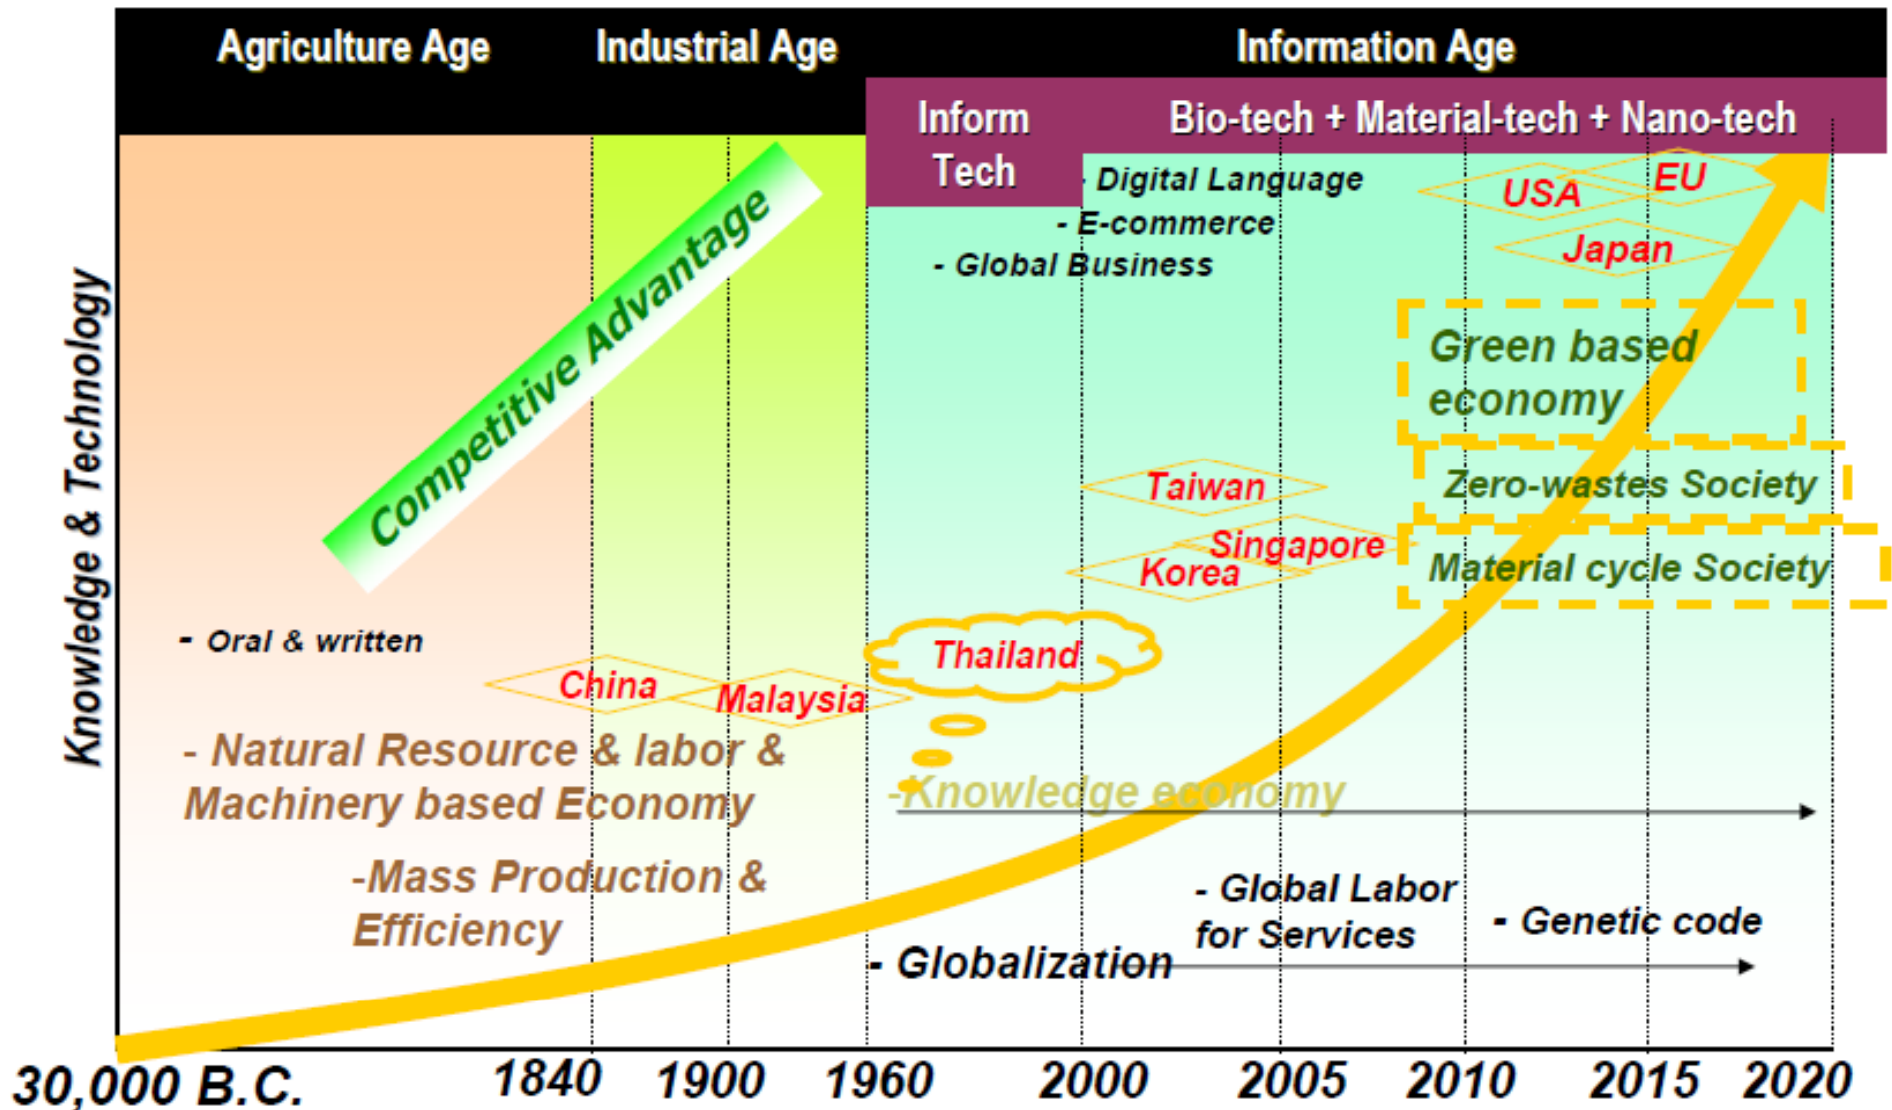 Agriculture Age
Industrial Age
Information Age
Inform
Tech
Bio-tech + Material-tech + Nano-tech
- Digital Language
- E-commerce
- Global Business
USA
EU
Japan
Competitive Advantage
Knowledge & Technology
Green based
economy
Taiwan
Zero-wastes Society
Singapore
Korea
Material cycle Society
- Oral & written
Thailand
China
Malaysia
- Natural Resource & labor &
Machinery based Economy
-Knowledge economy
-Mass Production &
Efficiency
- Global Labor
for Services
- Genetic code
- Globalization
30,000 B.C.
1840
1900
1960
2000
2005
2010
2015
2020